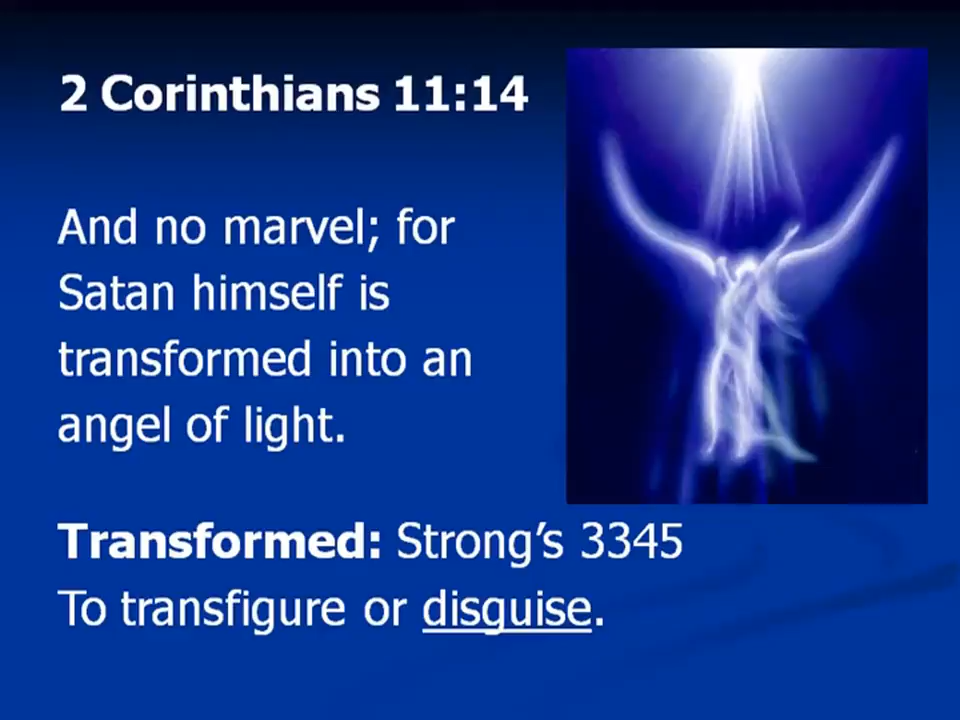 2 Corinthians 11:14
And no marvel; for
Satan himself is
transformed into an
angel of light.
Transformed: Strong’s 3345
To transfigure or disguise.